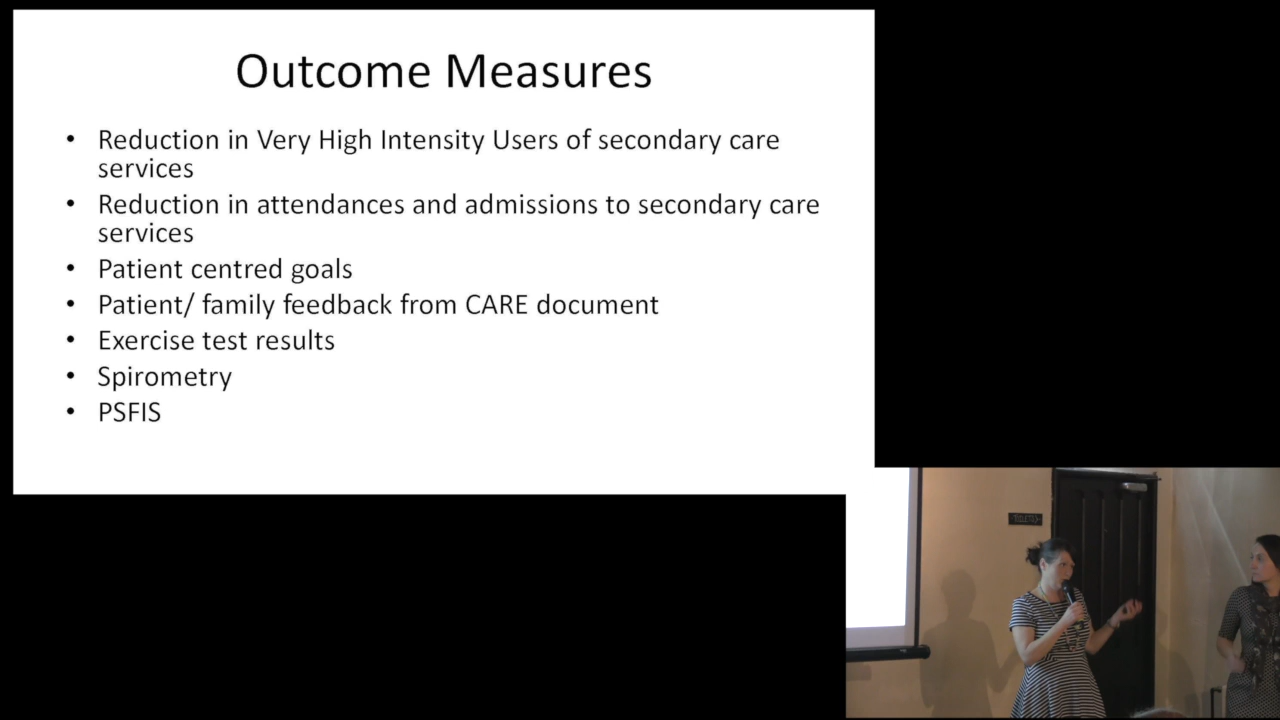 Outcome Measures
• Reduction in Very High Intensity Users of secondary care
services
• Reduction in attendances and admissions to secondary care
services
• Patient centred goals
• Patient/ family feedback from CARE document
• Exercise test results
• Spirometry
• PSFIS